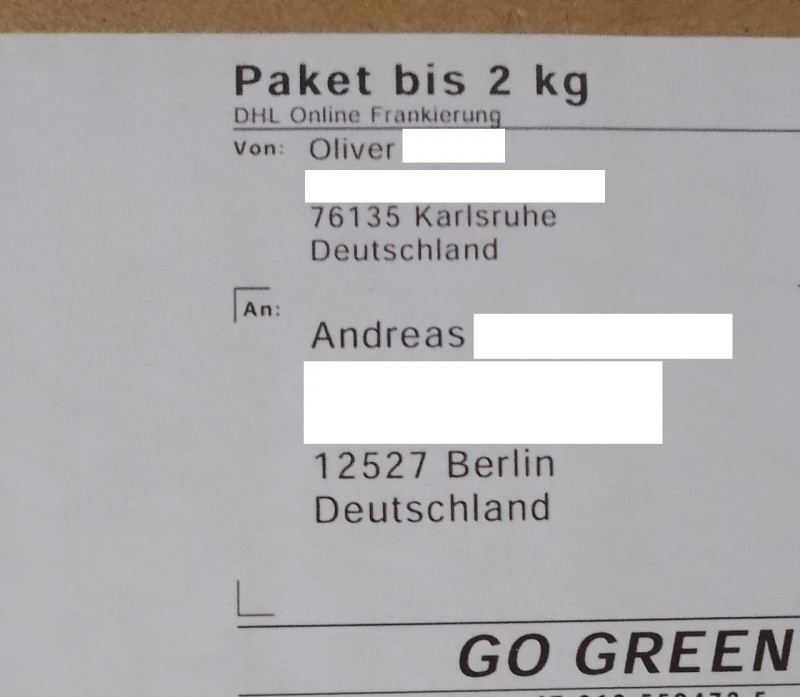 Paket bis 2 kg
DHL Online Frankierung
Von: Oliver
76135 Karlsruhe
Deutschland
An:
Andreas
12527 Berlin
Deutschland
GO GREEN